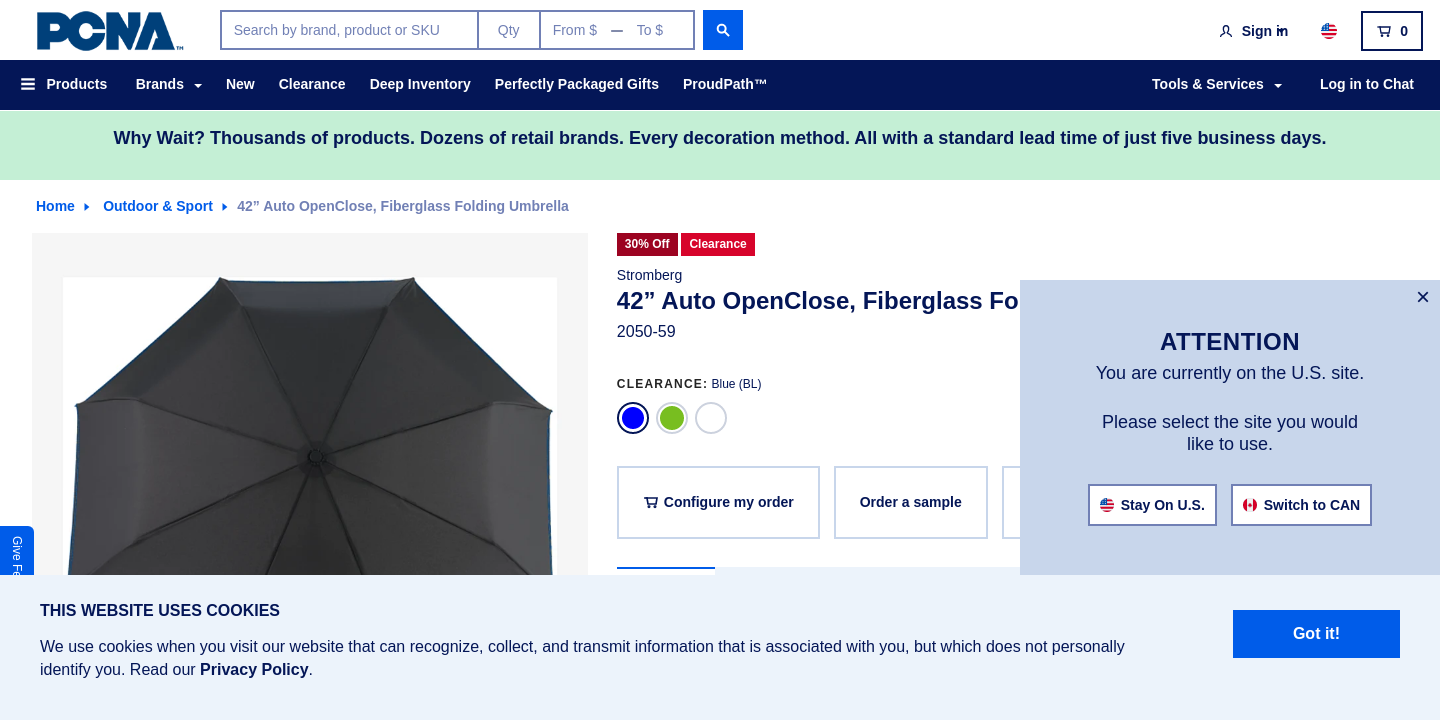 PCNA™
Search by brand, product or SKU
Qty
From $ — To $
Sign in
0
Products
Brands
New
Clearance
Deep Inventory
Perfectly Packaged Gifts
ProudPath™
Tools & Services
Log in to Chat
Why Wait? Thousands of products. Dozens of retail brands. Every decoration method. All with a standard lead time of just five business days.
Home
Outdoor & Sport
42” Auto OpenClose, Fiberglass Folding Umbrella
30% Off
Clearance
Stromberg
42” Auto OpenClose, Fiberglass Fo
2050-59
CLEARANCE: Blue (BL)
Configure my order
Order a sample
ATTENTION
You are currently on the U.S. site.
Please select the site you would
like to use.
Stay On U.S.
Switch to CAN
Give Fe
THIS WEBSITE USES COOKIES
We use cookies when you visit our website that can recognize, collect, and transmit information that is associated with you, but which does not personally
identify you. Read our Privacy Policy.
Got it!